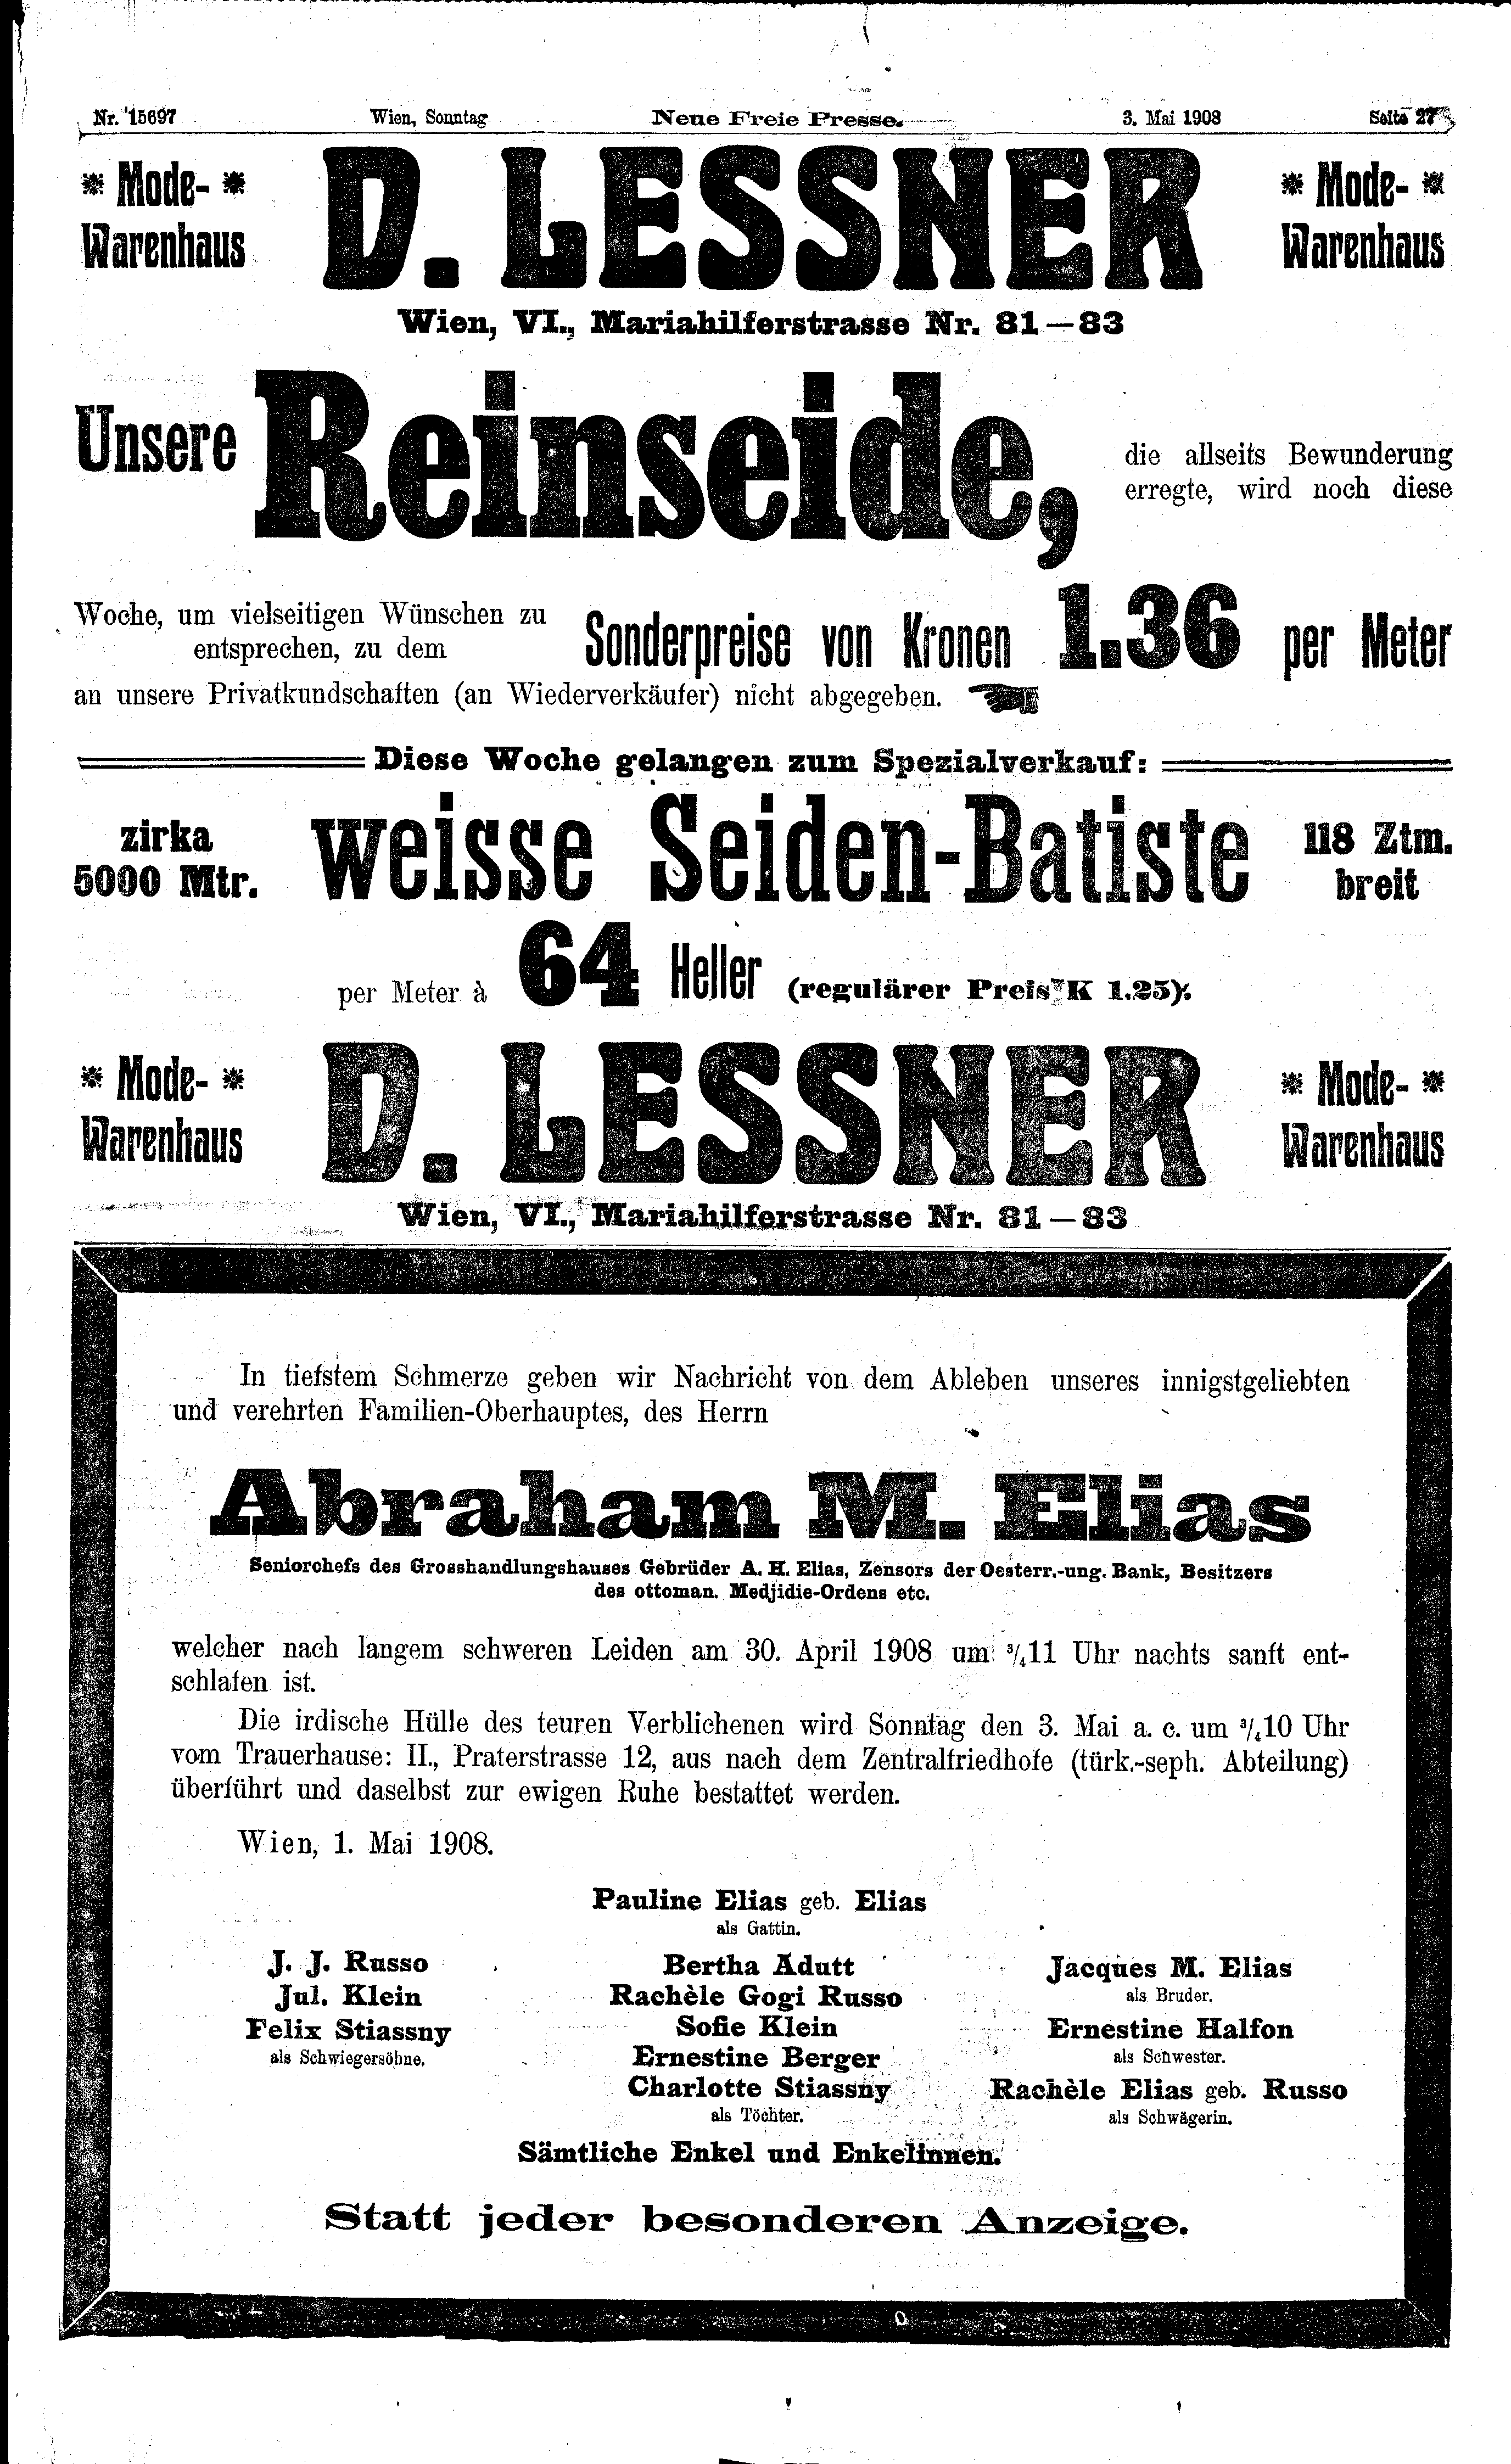 Nr. 15697 Wien, Sonntag Neue Freie Presse. 3. Mai 1908 Seite 27
* Mode- *
Warenhaus
D. LESSNER
* Mode- *
Warenhaus
Wien, VI., Mariahilferstrasse Nr. 81—83
Unsere Reinseide,
die allseits Bewunderung
erregte, wird noch diese
Woche, um vielseitigen Wünschen zu
entsprechen, zu dem
Sonderpreise von Kronen 1.36 per Meter
an unsere Privatkundschaften (an Wiederverkäufer) nicht abgegeben.
Diese Woche gelangen zum Spezialverkauf:
zirka
5000 Mtr.
weisse Seiden-Batiste
118 Ztm.
breit
per Meter à 64 Heller (regulärer Preis K 1.25).
* Mode- *
Warenhaus
D. LESSNER
* Mode- *
Warenhaus
Wien, VI., Mariahilferstrasse Nr. 81—83
In tiefstem Schmerze geben wir Nachricht von dem Ableben unseres innigstgeliebten
und verehrten Familien-Oberhauptes, des Herrn
Abraham M. Elias
Seniorchefs des Grosshandlungshauses Gebrüder A. H. Elias, Zensors der Oesterr.-ung. Bank, Besitzers
des ottoman. Medjidie-Ordens etc.
welcher nach langem schweren Leiden am 30. April 1908 um ¾11 Uhr nachts sanft ent-
schlafen ist.
Die irdische Hülle des teuren Verblichenen wird Sonntag den 3. Mai a. c. um ¾10 Uhr
vom Trauerhause: II., Praterstrasse 12, aus nach dem Zentralfriedhofe (türk.-seph. Abteilung)
überführt und daselbst zur ewigen Ruhe bestattet werden.
Wien, 1. Mai 1908.
Pauline Elias geb. Elias
als Gattin.
J. J. Russo
Jul. Klein
Felix Stiassny
als Schwiegersöhne.
Bertha Adutt
Rachèle Gogi Russo
Sofie Klein
Ernestine Berger
Charlotte Stiassny
als Töchter.
Jacques M. Elias
als Bruder.
Ernestine Halfon
als Schwester.
Rachèle Elias geb. Russo
als Schwägerin.
Sämtliche Enkel und Enkelinnen.
Statt jeder besonderen Anzeige.